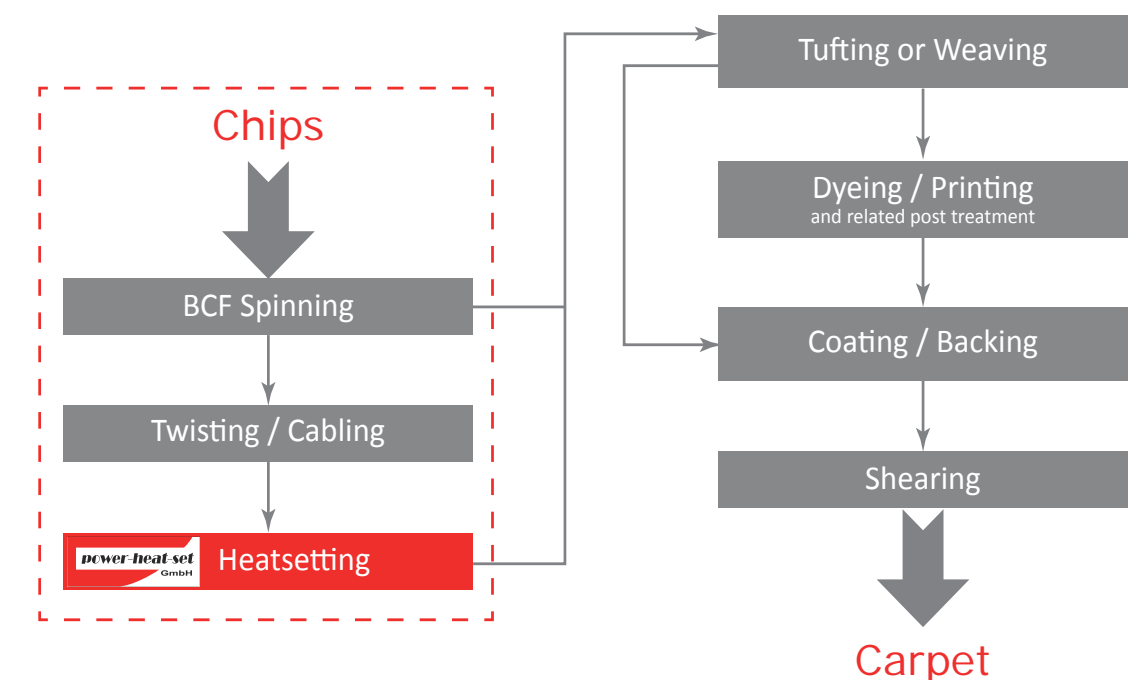 Chips
BCF Spinning
Twisting / Cabling
power-heat-set
GmbH
Heatsetting
Tufting or Weaving
Dyeing / Printing
and related post treatment
Coating / Backing
Shearing
Carpet